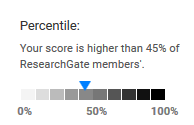 Percentile:
Your score is higher than 45% of
ResearchGate members'.
0% 50% 100%